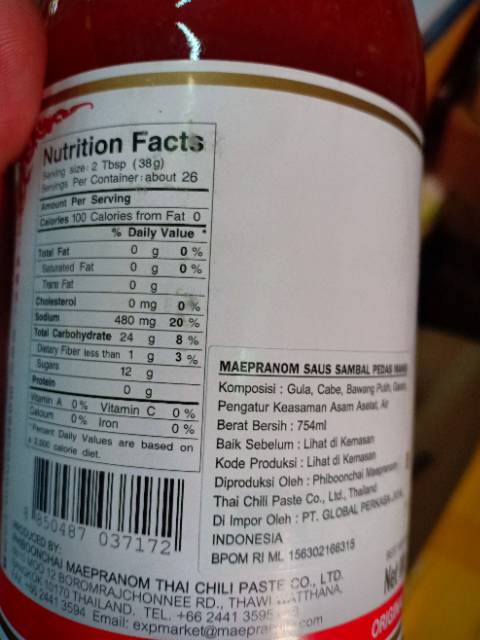 Nutrition Facts
Serving size: 2 Tbsp (38g)
Servings Per Container: about 26
Amount Per Serving
Calories 100 Calories from Fat 0
% Daily Value *
Total Fat 0 g 0 %
Saturated Fat 0 g 0 %
Trans Fat 0 g
Cholesterol 0 mg 0 %
Sodium 480 mg 20 %
Total Carbohydrate 24 g 8 %
Dietary Fiber less than 1 g 3 %
Sugars 12 g
Protein 0 g
Vitamin A 0% Vitamin C 0 %
Calcium 0% Iron 0 %
*Percent Daily Values are based on
a 2,000 calorie diet.
8 850487 037172
MAEPRANOM SAUS SAMBAL PEDAS
Komposisi : Gula, Cabe, Bawang Putih, Garam
Pengatur Keasaman Asam Asetat, Air
Berat Bersih : 754ml
Baik Sebelum : Lihat di Kemasan
Kode Produksi : Lihat di Kemasan
Diproduksi Oleh : Phiboonchai Maepranom
Thai Chili Paste Co., Ltd., Thailand
Di Impor Oleh : PT. GLOBAL PERKASA
INDONESIA
BPOM RI ML 156302166315
PRODUCED BY:
PHIBOONCHAI MAEPRANOM THAI CHILI PASTE CO., LTD.
BOROMRAJCHONNEE RD., THAWI
BANGKOK 10170 THAILAND. TEL. +66 2441 3595
+66 2441 3594 Email: expmarket@maepra
Net